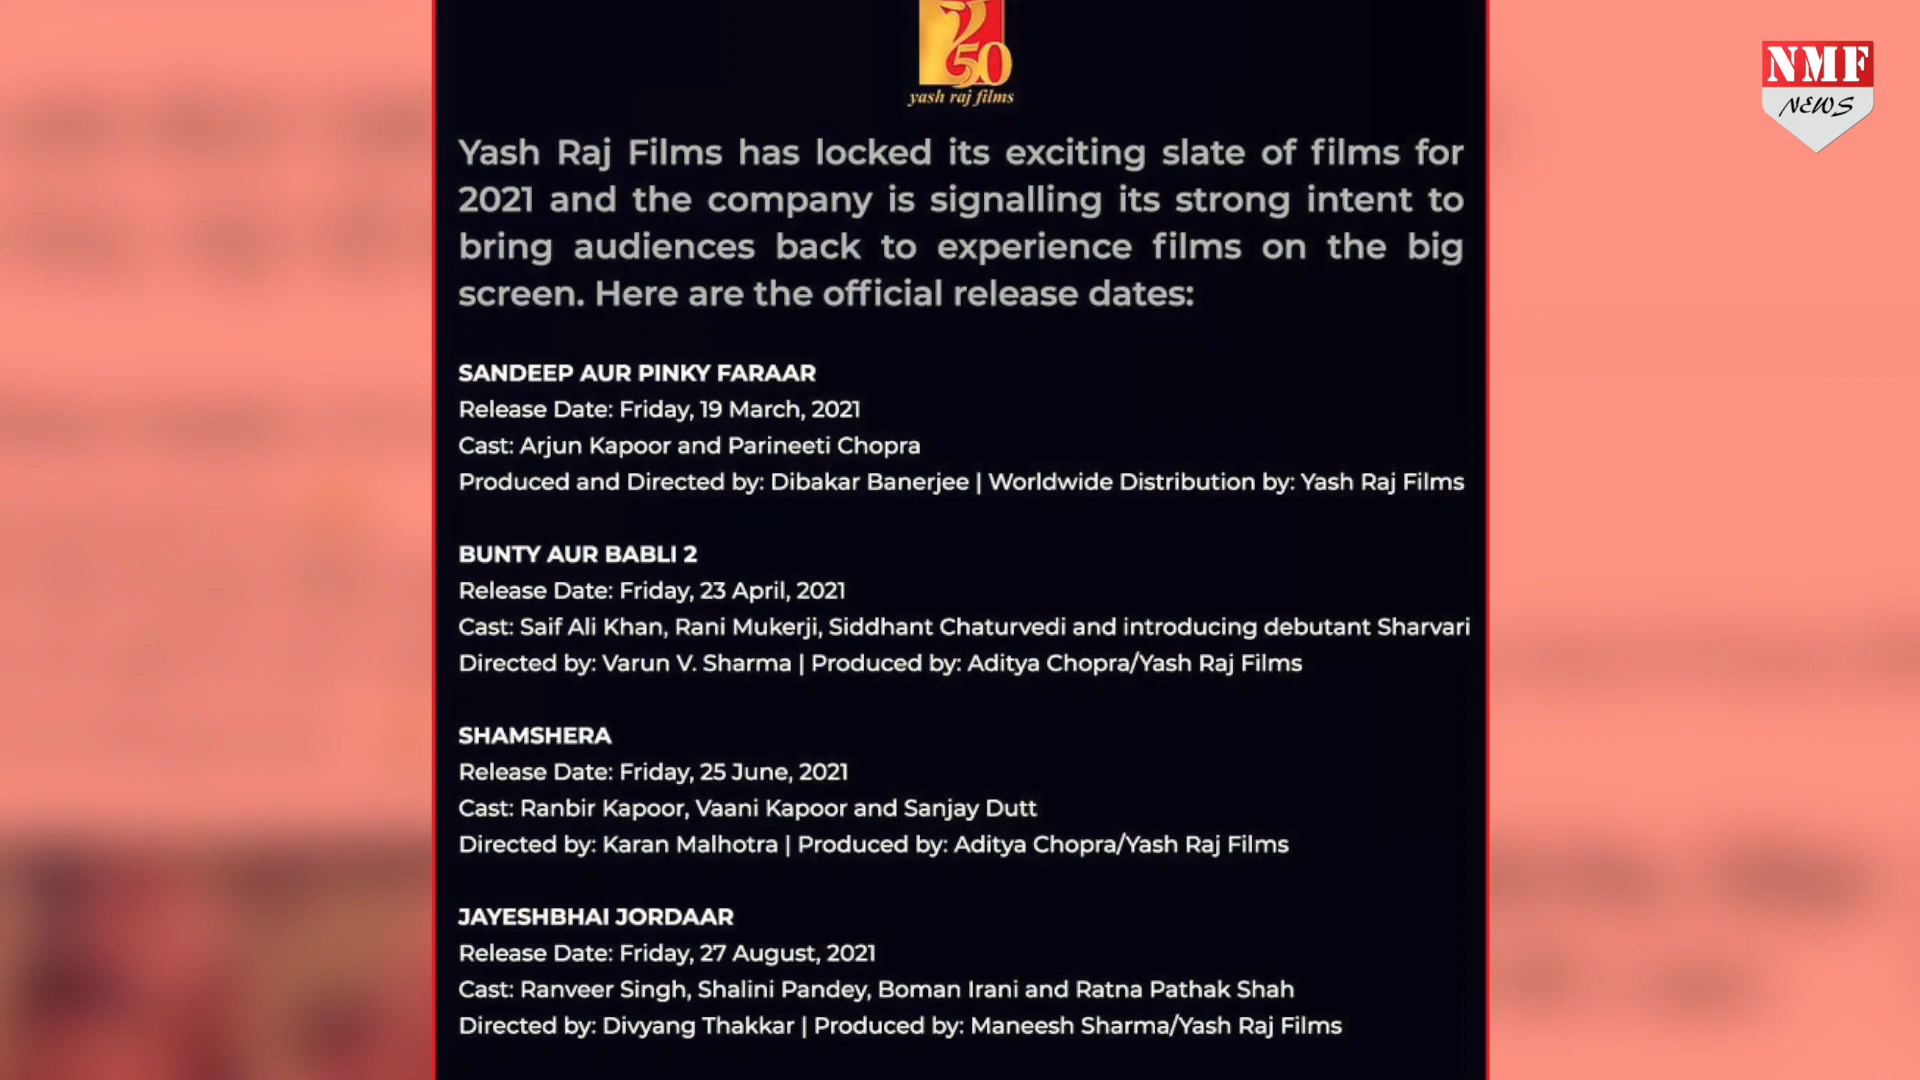 50
yash raj films
NMF
NEWS
Yash Raj Films has locked its exciting slate of films for
2021 and the company is signalling its strong intent to
bring audiences back to experience films on the big
screen. Here are the official release dates:
SANDEEP AUR PINKY FARAAR
Release Date: Friday, 19 March, 2021
Cast: Arjun Kapoor and Parineeti Chopra
Produced and Directed by: Dibakar Banerjee | Worldwide Distribution by: Yash Raj Films
BUNTY AUR BABLI 2
Release Date: Friday, 23 April, 2021
Cast: Saif Ali Khan, Rani Mukerji, Siddhant Chaturvedi and introducing debutant Sharvari
Directed by: Varun V. Sharma | Produced by: Aditya Chopra/Yash Raj Films
SHAMSHERA
Release Date: Friday, 25 June, 2021
Cast: Ranbir Kapoor, Vaani Kapoor and Sanjay Dutt
Directed by: Karan Malhotra | Produced by: Aditya Chopra/Yash Raj Films
JAYESHBHAI JORDAAR
Release Date: Friday, 27 August, 2021
Cast: Ranveer Singh, Shalini Pandey, Boman Irani and Ratna Pathak Shah
Directed by: Divyang Thakkar | Produced by: Maneesh Sharma/Yash Raj Films